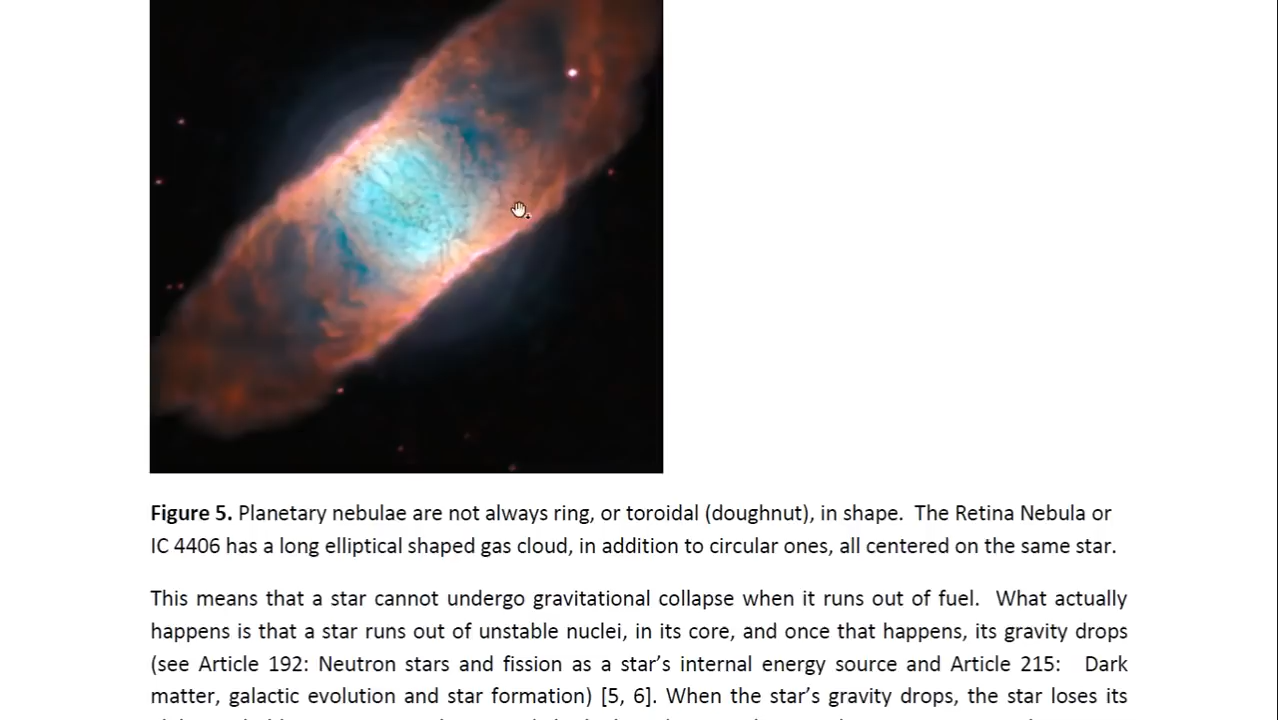 Figure 5. Planetary nebulae are not always ring, or toroidal (doughnut), in shape.  The Retina Nebula or
IC 4406 has a long elliptical shaped gas cloud, in addition to circular ones, all centered on the same star.
This means that a star cannot undergo gravitational collapse when it runs out of fuel.  What actually
happens is that a star runs out of unstable nuclei, in its core, and once that happens, its gravity drops
(see Article 192: Neutron stars and fission as a star’s internal energy source and Article 215:  Dark
matter, galactic evolution and star formation) [5, 6]. When the star’s gravity drops, the star loses its